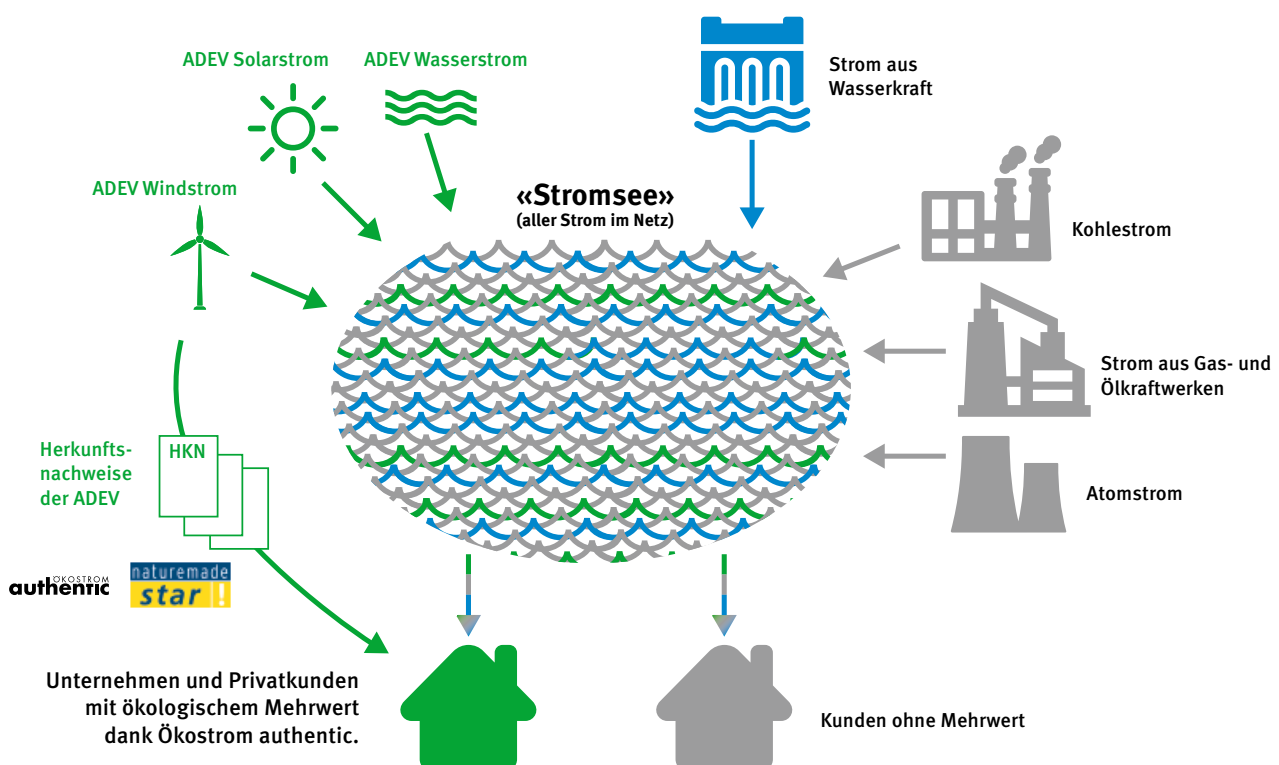 ADEV Solarstrom
ADEV Wasserstrom
Strom aus
Wasserkraft
ADEV Windstrom
«Stromsee»
(aller Strom im Netz)
Kohlestrom
Strom aus Gas- und
Ölkraftwerken
Herkunfts-
nachweise
der ADEV
HKN
Atomstrom
ÖKOSTROM
authentic
naturemade
star !
Unternehmen und Privatkunden
mit ökologischem Mehrwert
dank Ökostrom authentic.
Kunden ohne Mehrwert